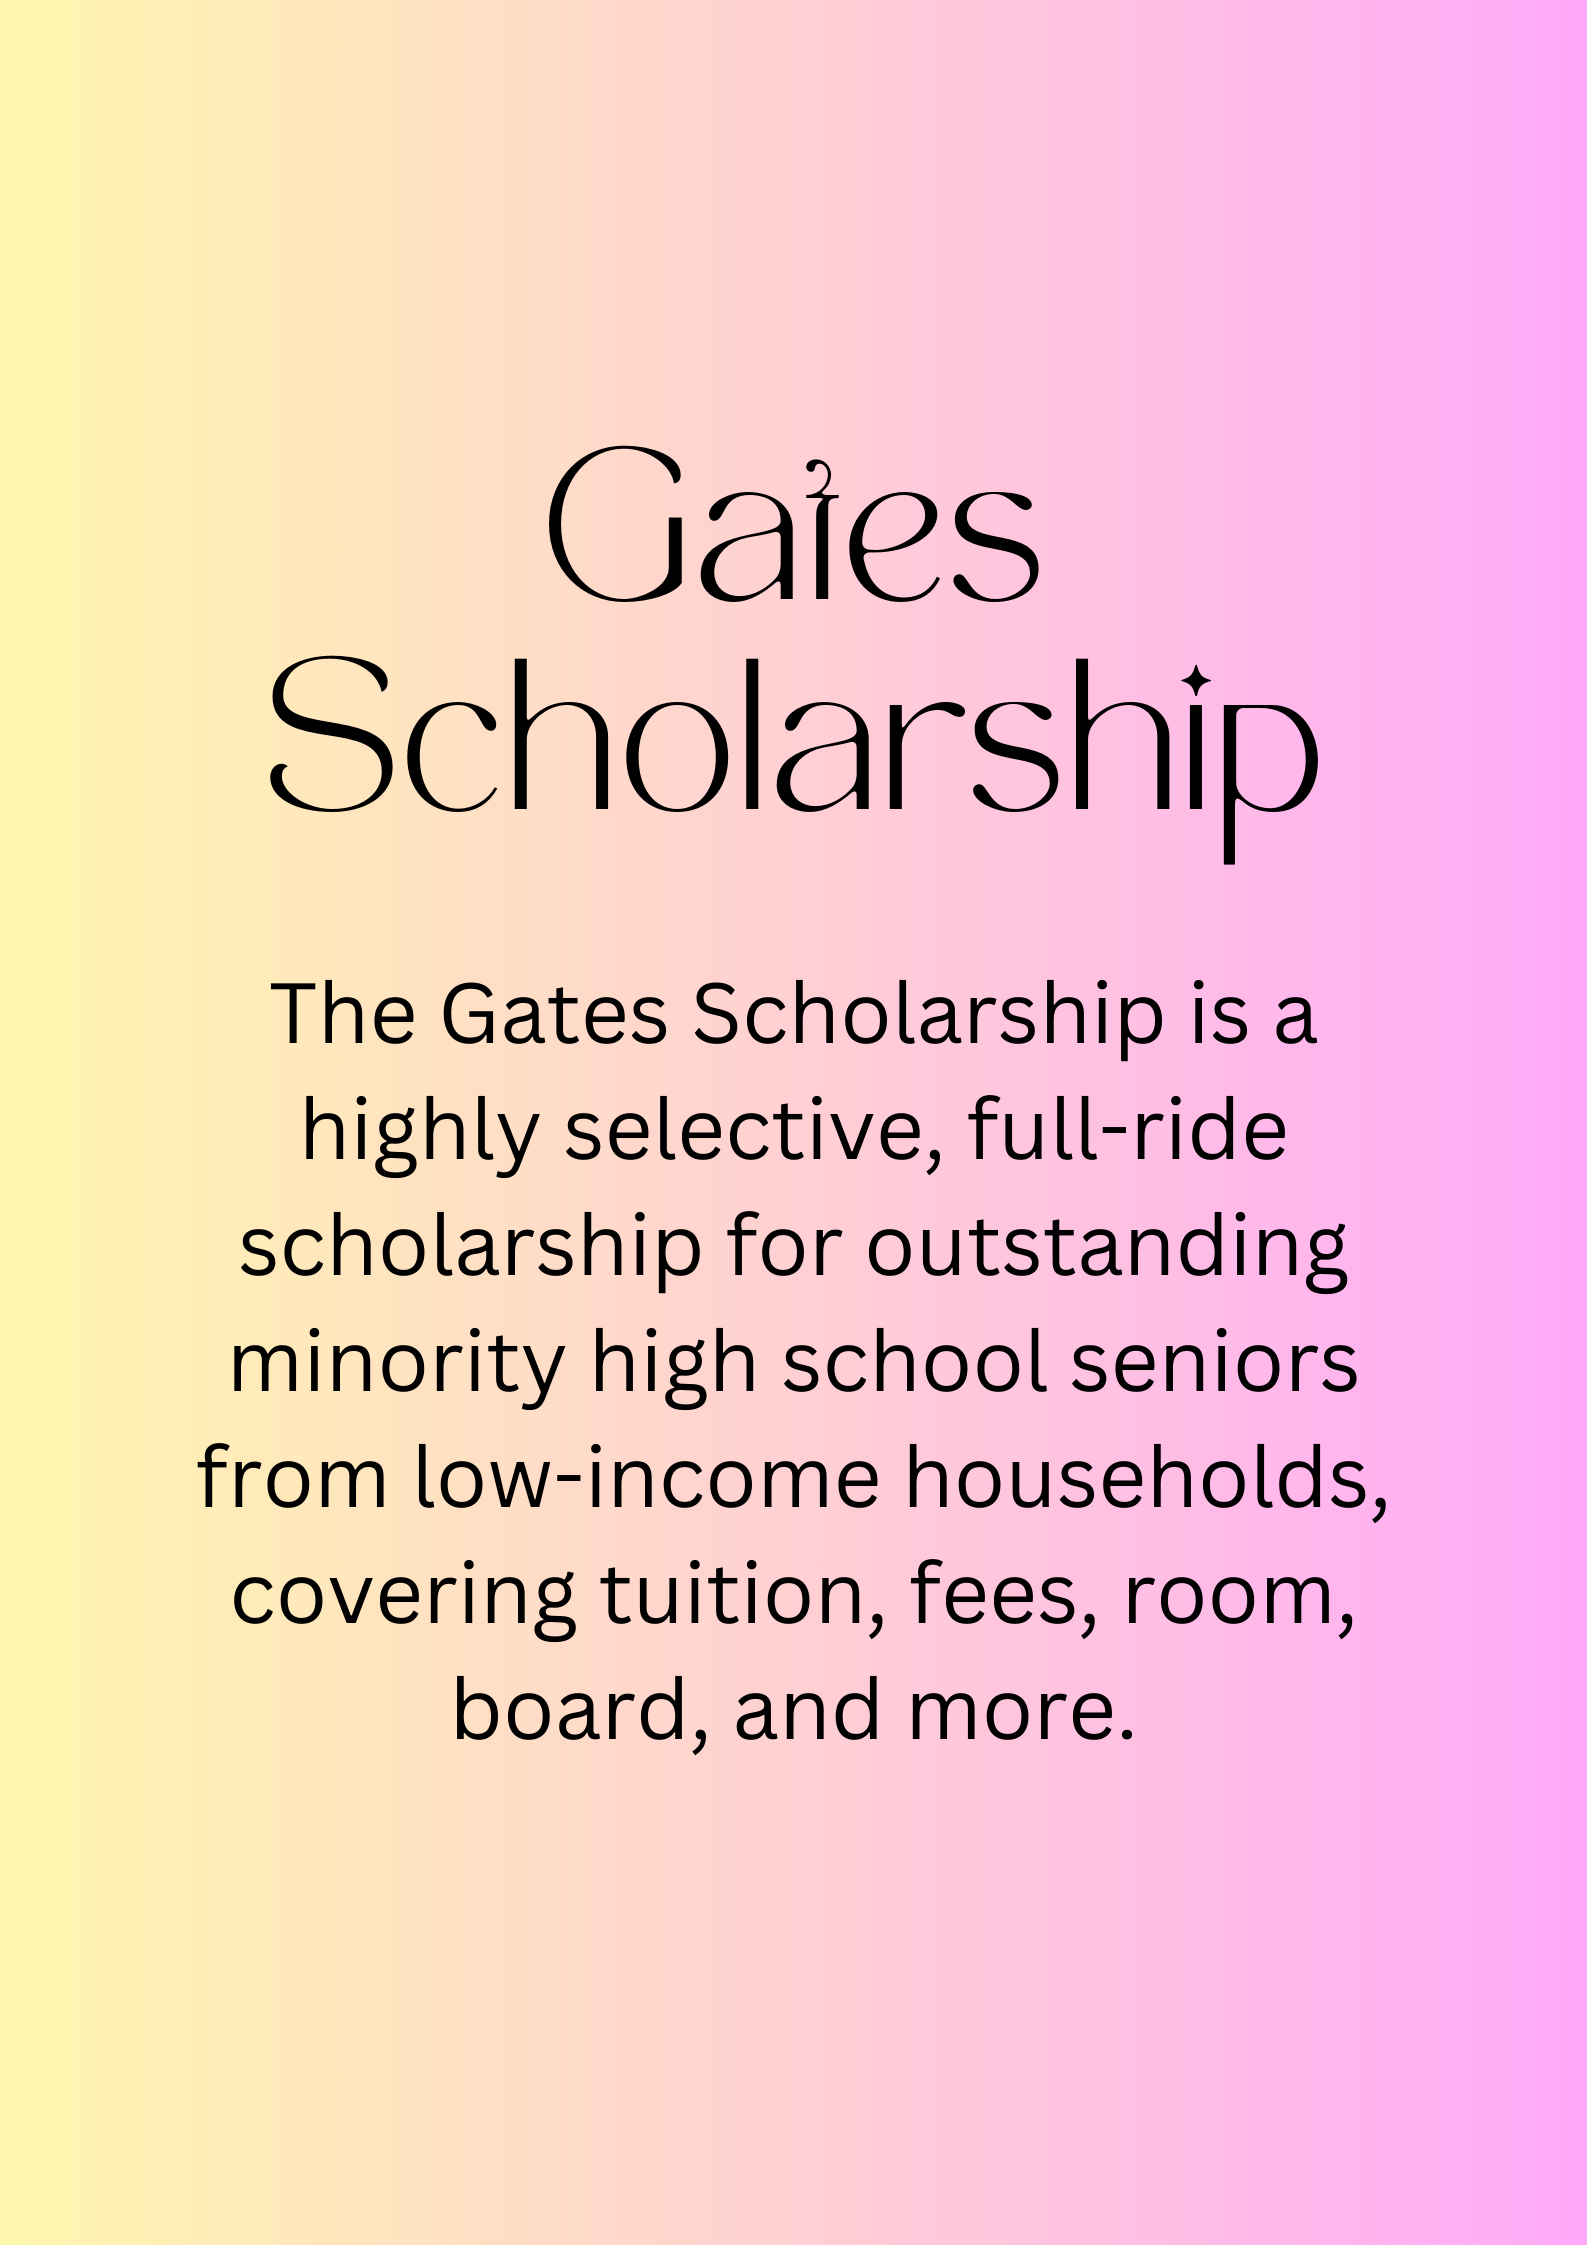 Gates
Scholarship
The Gates Scholarship is a
highly selective, full-ride
scholarship for outstanding
minority high school seniors
from low-income households,
covering tuition, fees, room,
board, and more.